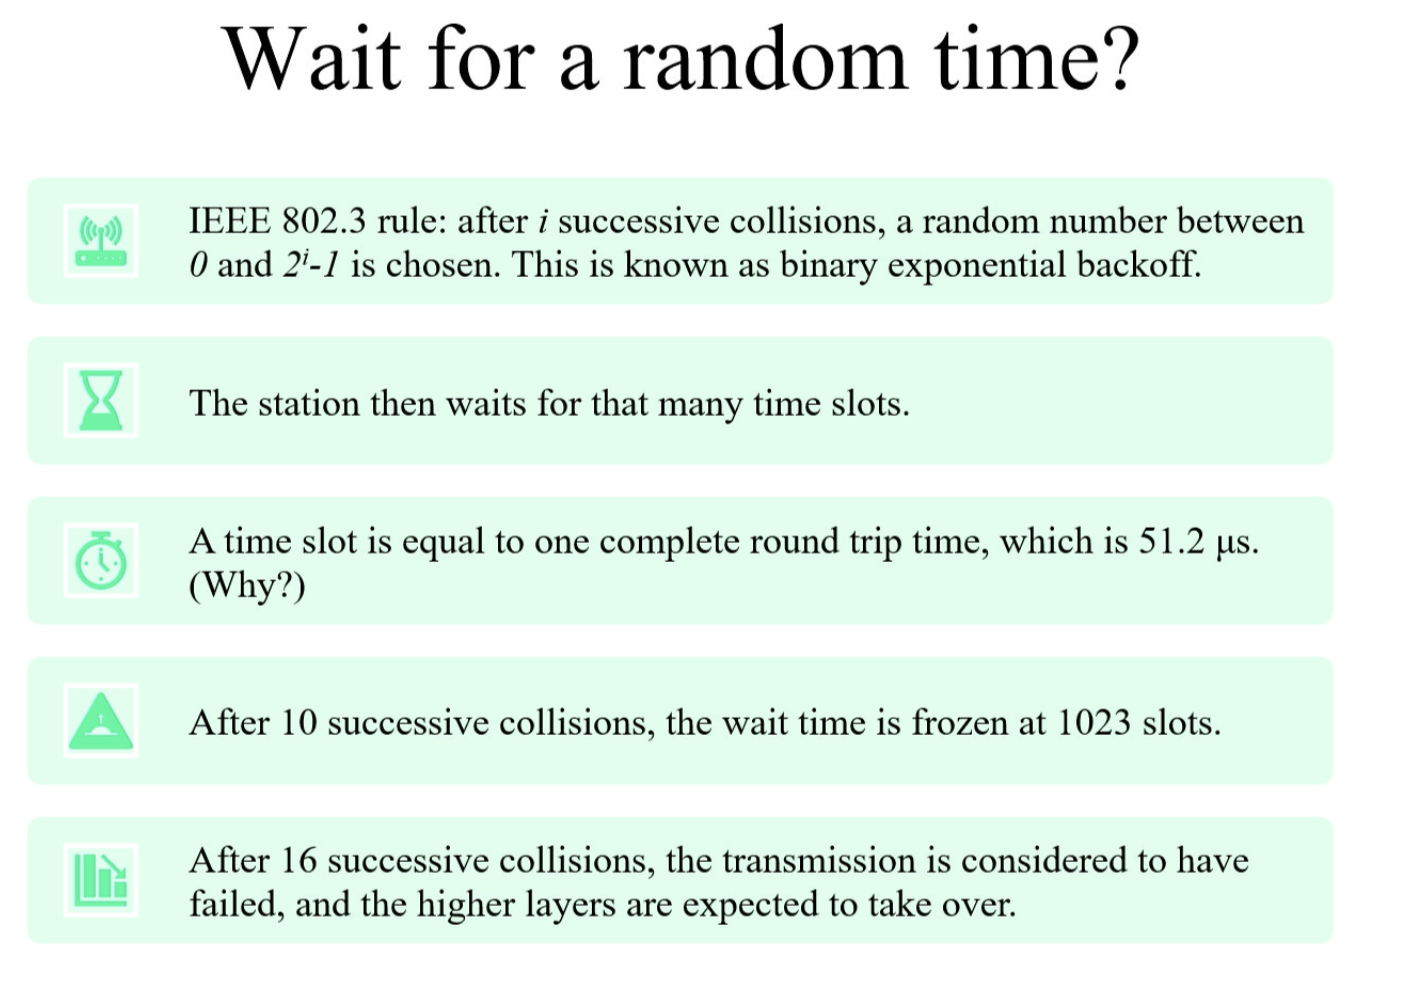 Wait for a random time?
IEEE 802.3 rule: after i successive collisions, a random number between
0 and 2ⁱ-1 is chosen. This is known as binary exponential backoff.
The station then waits for that many time slots.
A time slot is equal to one complete round trip time, which is 51.2 µs.
(Why?)
After 10 successive collisions, the wait time is frozen at 1023 slots.
After 16 successive collisions, the transmission is considered to have
failed, and the higher layers are expected to take over.